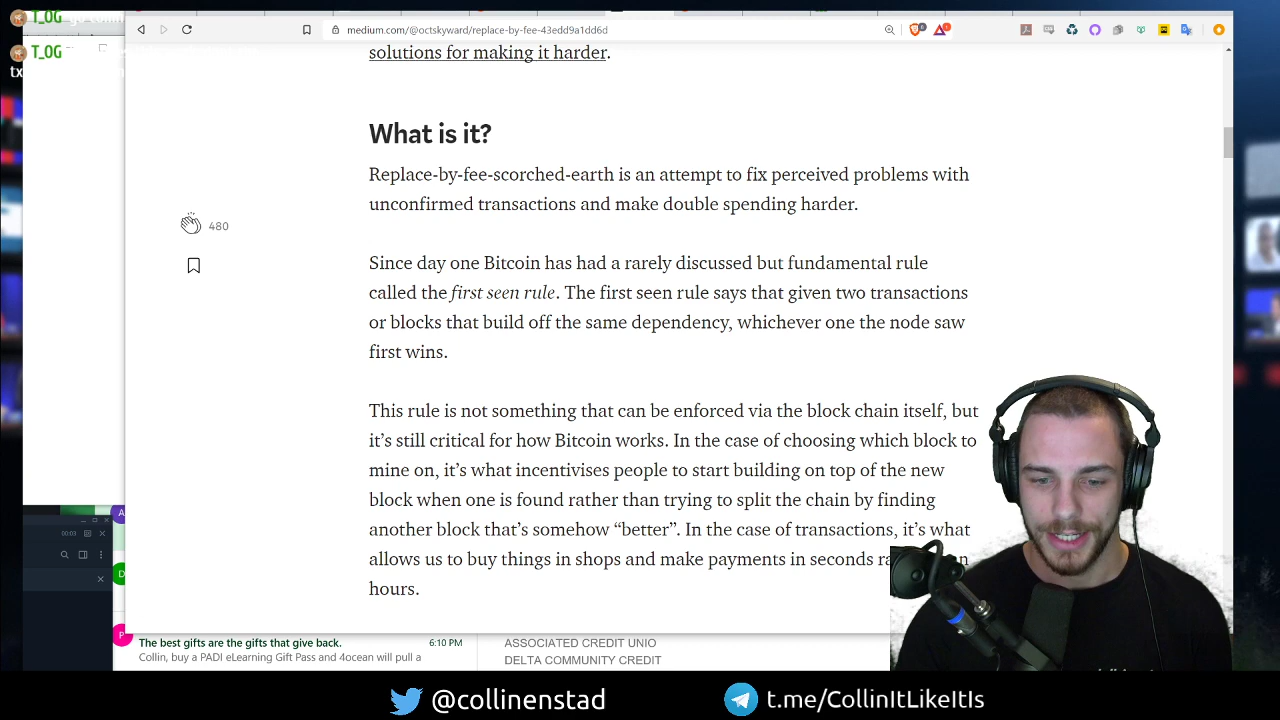 T_OG
medium.com/@octskyward/replace-by-fee-43edd9a1dd6d
T_OG
solutions for making it harder.
tx
What is it?
Replace-by-fee-scorched-earth is an attempt to fix perceived problems with
unconfirmed transactions and make double spending harder.
480
Since day one Bitcoin has had a rarely discussed but fundamental rule
called the first seen rule. The first seen rule says that given two transactions
or blocks that build off the same dependency, whichever one the node saw
first wins.
This rule is not something that can be enforced via the block chain itself, but
it’s still critical for how Bitcoin works. In the case of choosing which block to
mine on, it’s what incentivises people to start building on top of the new
block when one is found rather than trying to split the chain by finding
another block that’s somehow “better”. In the case of transactions, it’s what
allows us to buy things in shops and make payments in seconds
hours.
00:03
The best gifts are the gifts that give back.
6:10 PM
Collin, buy a PADI eLearning Gift Pass and 4ocean will pull a
ASSOCIATED CREDIT UNIO
DELTA COMMUNITY CREDIT
@collinenstad
t.me/CollinItLikeItIs